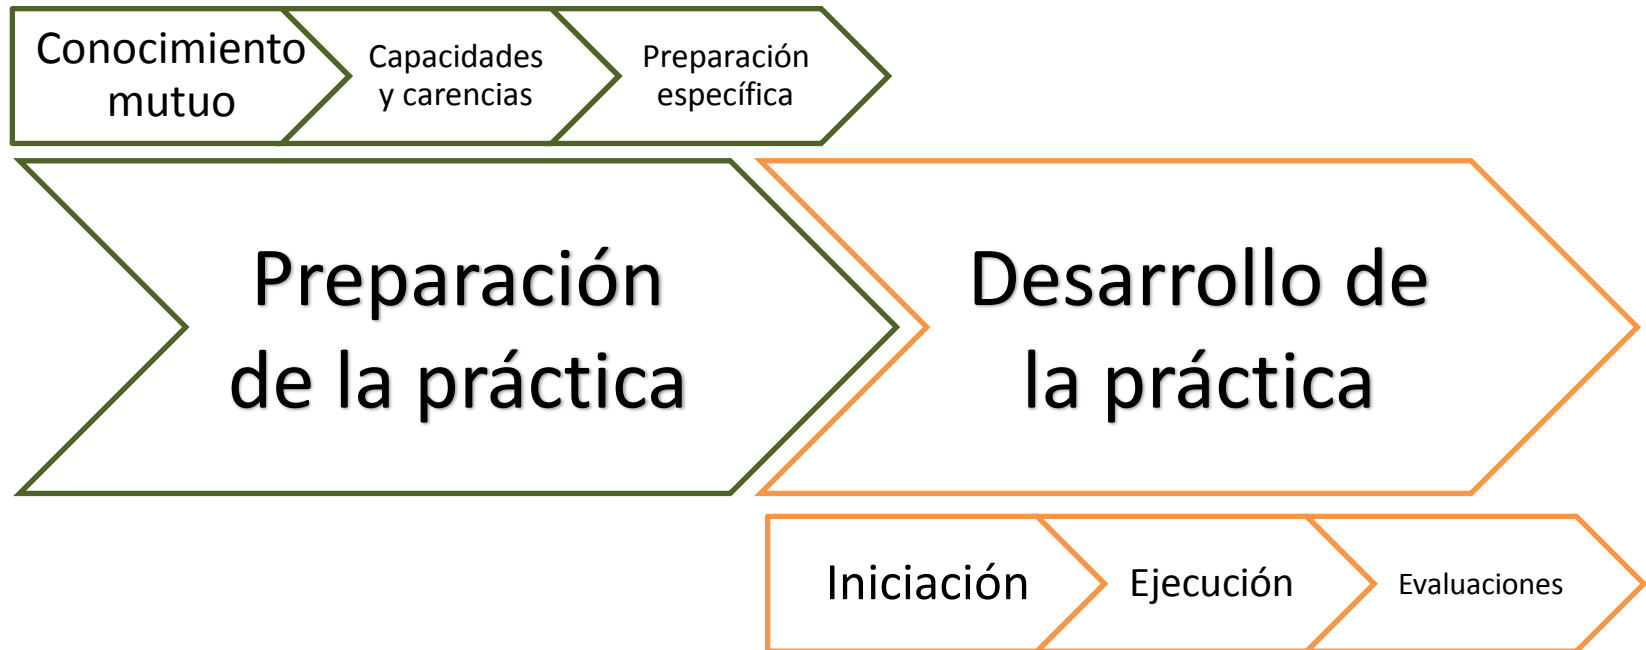 Conocimiento
mutuo
Capacidades
y carencias
Preparación
específica
Preparación
de la práctica
Desarrollo de
la práctica
Iniciación
Ejecución
Evaluaciones